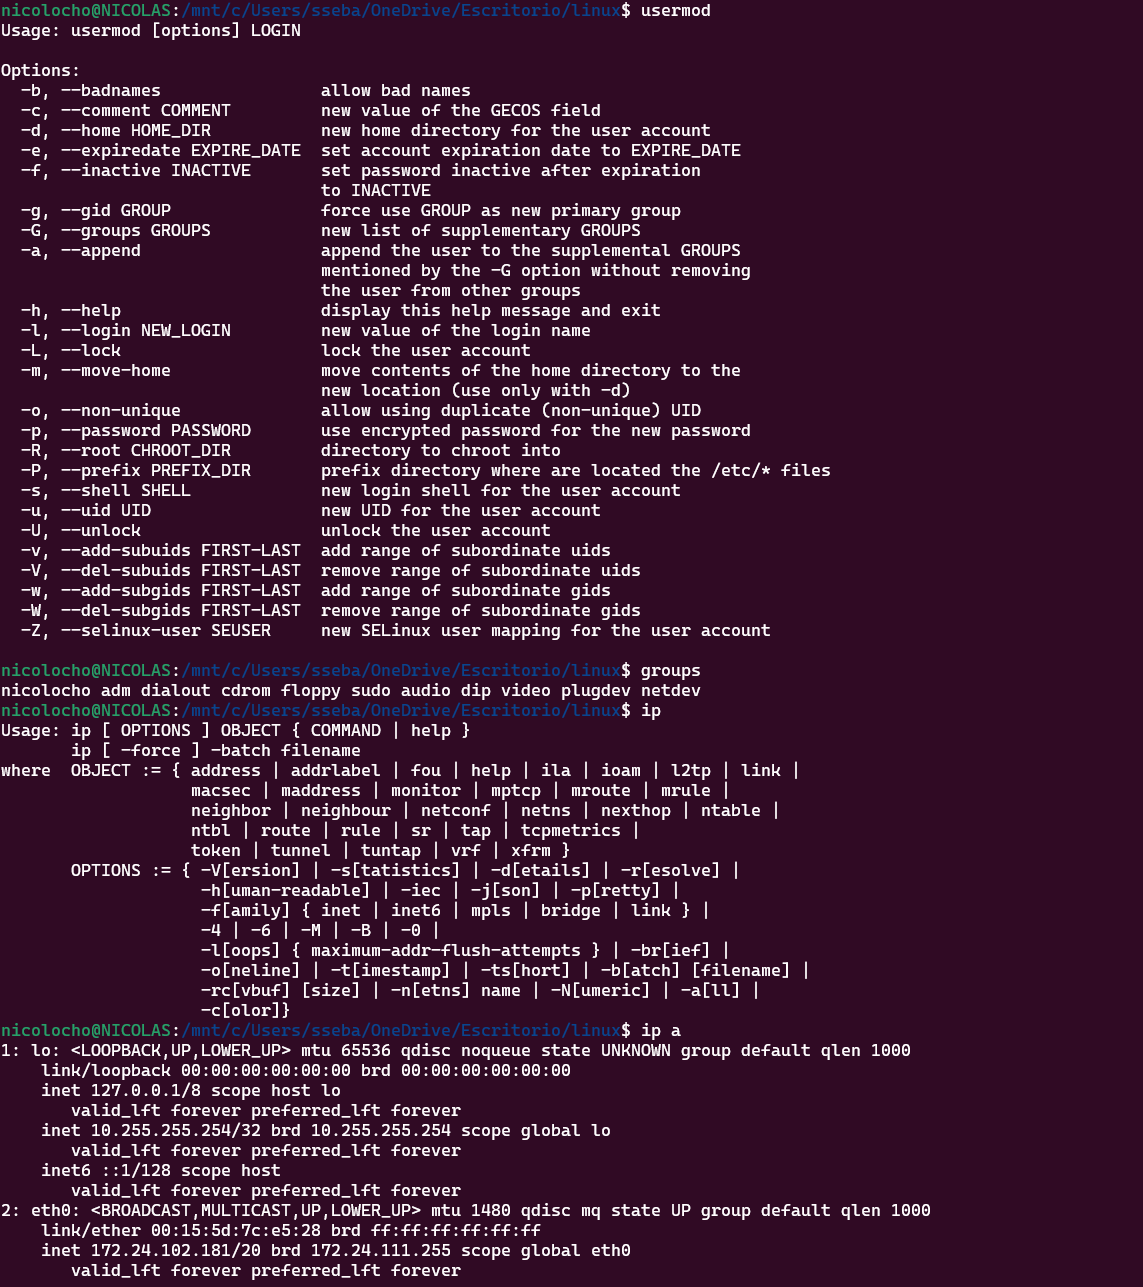 nicolocho@NICOLAS:/mnt/c/Users/sseba/OneDrive/Escritorio/linux$ usermod
Usage: usermod [options] LOGIN

Options:
  -b, --badnames                allow bad names
  -c, --comment COMMENT         new value of the GECOS field
  -d, --home HOME_DIR           new home directory for the user account
  -e, --expiredate EXPIRE_DATE  set account expiration date to EXPIRE_DATE
  -f, --inactive INACTIVE       set password inactive after expiration
                                to INACTIVE
  -g, --gid GROUP               force use GROUP as new primary group
  -G, --groups GROUPS           new list of supplementary GROUPS
  -a, --append                  append the user to the supplemental GROUPS
                                mentioned by the -G option without removing
                                the user from other groups
  -h, --help                    display this help message and exit
  -l, --login NEW_LOGIN         new value of the login name
  -L, --lock                    lock the user account
  -m, --move-home               move contents of the home directory to the
                                new location (use only with -d)
  -o, --non-unique              allow using duplicate (non-unique) UID
  -p, --password PASSWORD       use encrypted password for the new password
  -R, --root CHROOT_DIR         directory to chroot into
  -P, --prefix PREFIX_DIR       prefix directory where are located the /etc/* files
  -s, --shell SHELL             new login shell for the user account
  -u, --uid UID                 new UID for the user account
  -U, --unlock                  unlock the user account
  -v, --add-subuids FIRST-LAST  add range of subordinate uids
  -V, --del-subuids FIRST-LAST  remove range of subordinate uids
  -w, --add-subgids FIRST-LAST  add range of subordinate gids
  -W, --del-subgids FIRST-LAST  remove range of subordinate gids
  -Z, --selinux-user SEUSER     new SELinux user mapping for the user account

nicolocho@NICOLAS:/mnt/c/Users/sseba/OneDrive/Escritorio/linux$ groups
nicolocho adm dialout cdrom floppy sudo audio dip video plugdev netdev
nicolocho@NICOLAS:/mnt/c/Users/sseba/OneDrive/Escritorio/linux$ ip
Usage: ip [ OPTIONS ] OBJECT { COMMAND | help }
       ip [ -force ] -batch filename
where  OBJECT := { address | addrlabel | fou | help | ila | ioam | l2tp | link |
                   macsec | maddress | monitor | mptcp | mroute | mrule |
                   neighbor | neighbour | netconf | netns | nexthop | ntable |
                   ntbl | route | rule | sr | tap | tcpmetrics |
                   token | tunnel | tuntap | vrf | xfrm }
       OPTIONS := { -V[ersion] | -s[tatistics] | -d[etails] | -r[esolve] |
                    -h[uman-readable] | -iec | -j[son] | -p[retty] |
                    -f[amily] { inet | inet6 | mpls | bridge | link } |
                    -4 | -6 | -M | -B | -0 |
                    -l[oops] { maximum-addr-flush-attempts } | -br[ief] |
                    -o[neline] | -t[imestamp] | -ts[hort] | -b[atch] [filename] |
                    -rc[vbuf] [size] | -n[etns] name | -N[umeric] | -a[ll] |
                    -c[olor]}
nicolocho@NICOLAS:/mnt/c/Users/sseba/OneDrive/Escritorio/linux$ ip a
1: lo: <LOOPBACK,UP,LOWER_UP> mtu 65536 qdisc noqueue state UNKNOWN group default qlen 1000
    link/loopback 00:00:00:00:00:00 brd 00:00:00:00:00:00
    inet 127.0.0.1/8 scope host lo
       valid_lft forever preferred_lft forever
    inet 10.255.255.254/32 brd 10.255.255.254 scope global lo
       valid_lft forever preferred_lft forever
    inet6 ::1/128 scope host
       valid_lft forever preferred_lft forever
2: eth0: <BROADCAST,MULTICAST,UP,LOWER_UP> mtu 1480 qdisc mq state UP group default qlen 1000
    link/ether 00:15:5d:7c:e5:28 brd ff:ff:ff:ff:ff:ff
    inet 172.24.102.181/20 brd 172.24.111.255 scope global eth0
       valid_lft forever preferred_lft forever